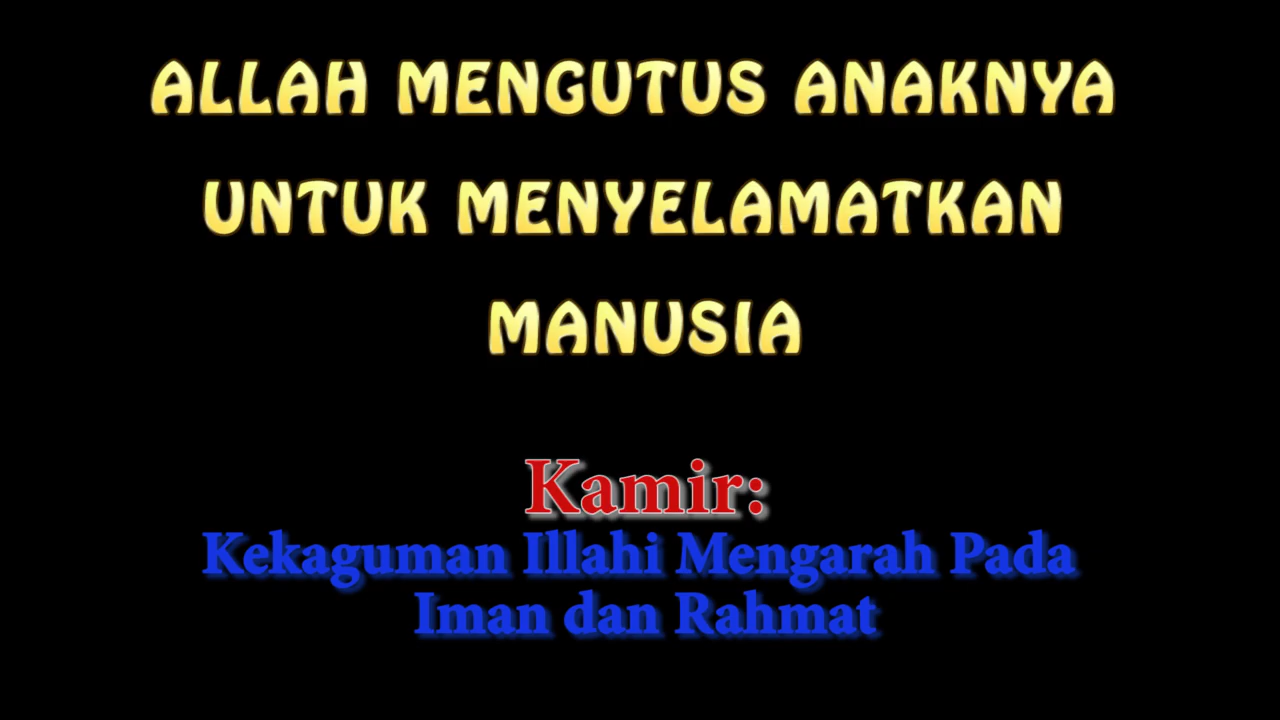 ALLAH MENGUTUS ANAKNYA
UNTUK MENYELAMATKAN
MANUSIA
Kamir:
Kekaguman Illahi Mengarah Pada
Iman dan Rahmat